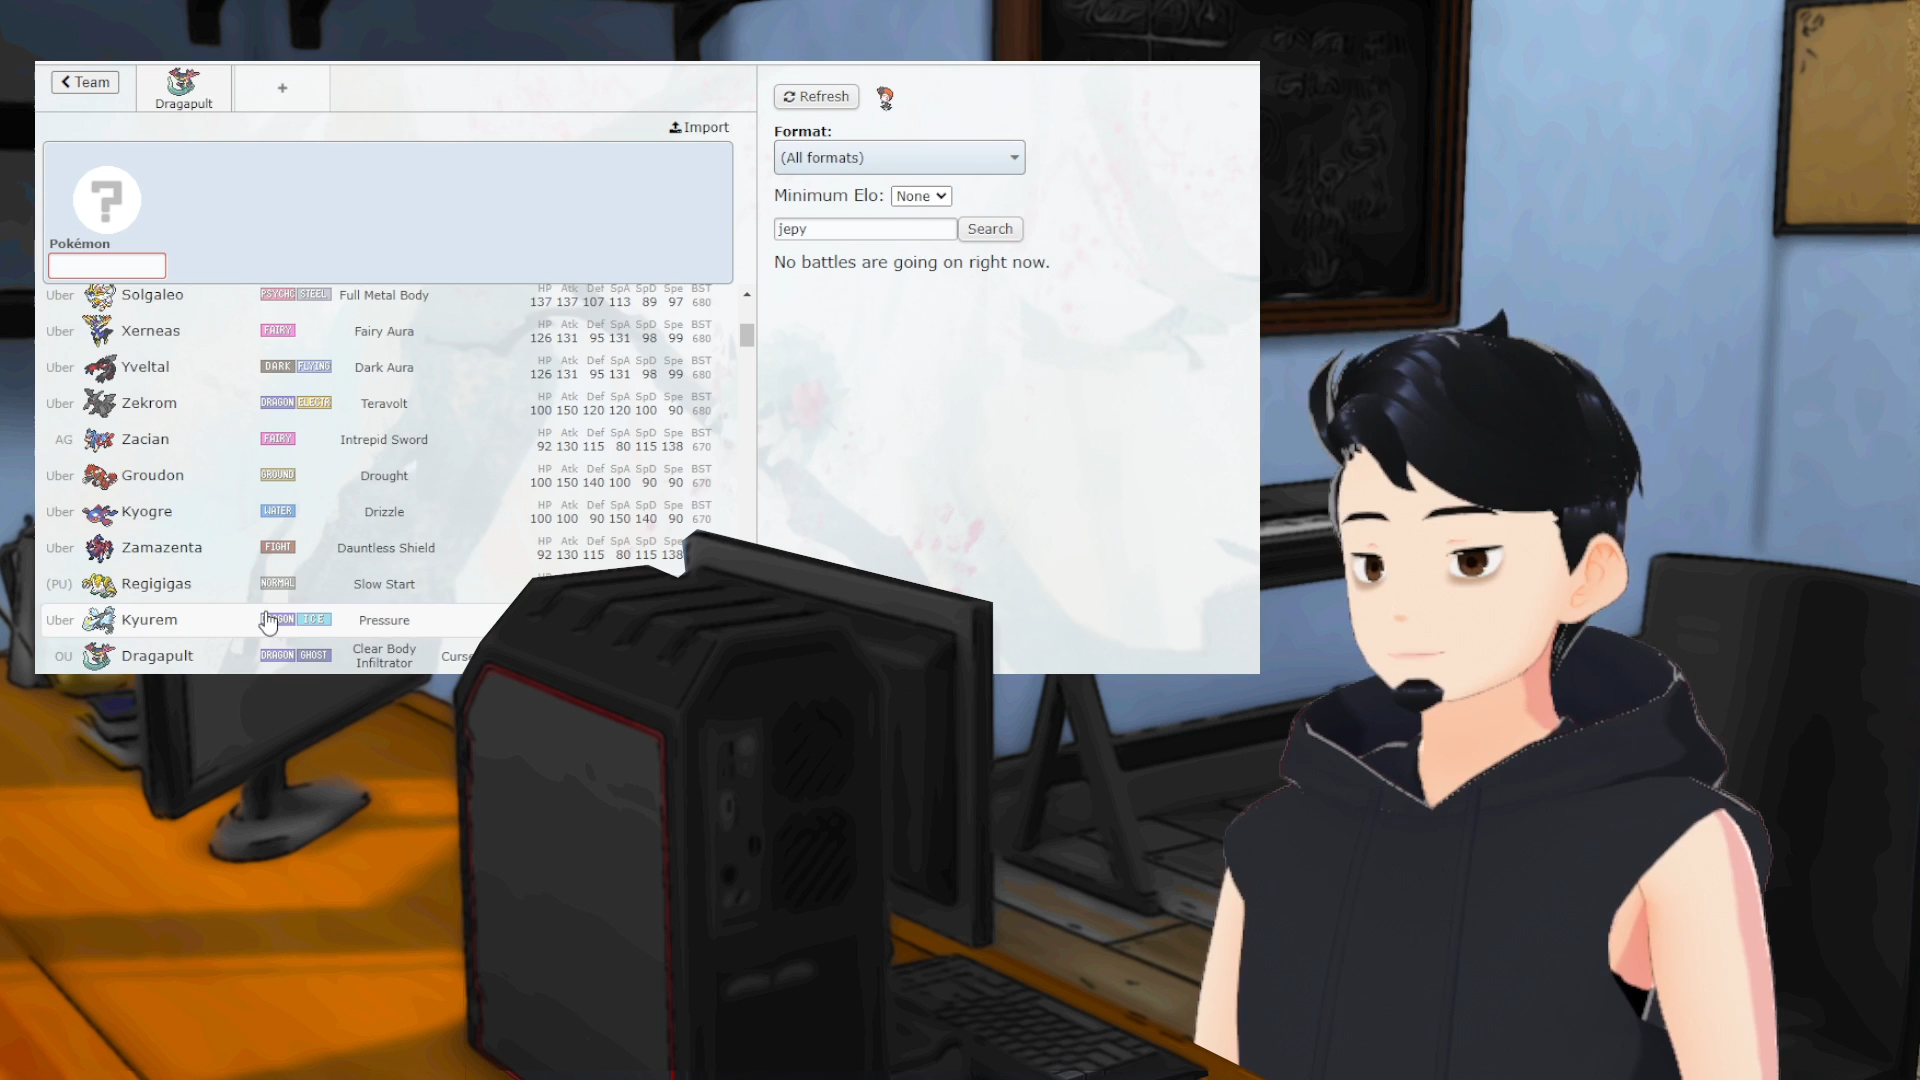 Team
Dragapult
+
Import
?
Pokémon
Uber Solgaleo PSYCHC STEEL Full Metal Body HP Atk Def SpA SpD Spe BST
137 137 107 113 89 97 680
Uber Xerneas FAIRY Fairy Aura HP Atk Def SpA SpD Spe BST
126 131 95 131 98 99 680
Uber Yveltal DARK FLYING Dark Aura HP Atk Def SpA SpD Spe BST
126 131 95 131 98 99 680
Uber Zekrom DRAGON ELECTR Teravolt HP Atk Def SpA SpD Spe BST
100 150 120 120 100 90 680
AG Zacian FAIRY Intrepid Sword HP Atk Def SpA SpD Spe BST
92 130 115 80 115 138 670
Uber Groudon GROUND Drought HP Atk Def SpA SpD Spe BST
100 150 140 100 90 90 670
Uber Kyogre WATER Drizzle HP Atk Def SpA SpD Spe BST
100 100 90 150 140 90 670
Uber Zamazenta FIGHT Dauntless Shield HP Atk Def SpA SpD Spe
92 130 115 80 115 138
(PU) Regigigas NORMAL Slow Start
Uber Kyurem ICE Pressure
OU Dragapult DRAGON GHOST Clear Body
Infiltrator
Refresh
Format:
(All formats)
Minimum Elo: None
jepy Search
No battles are going on right now.